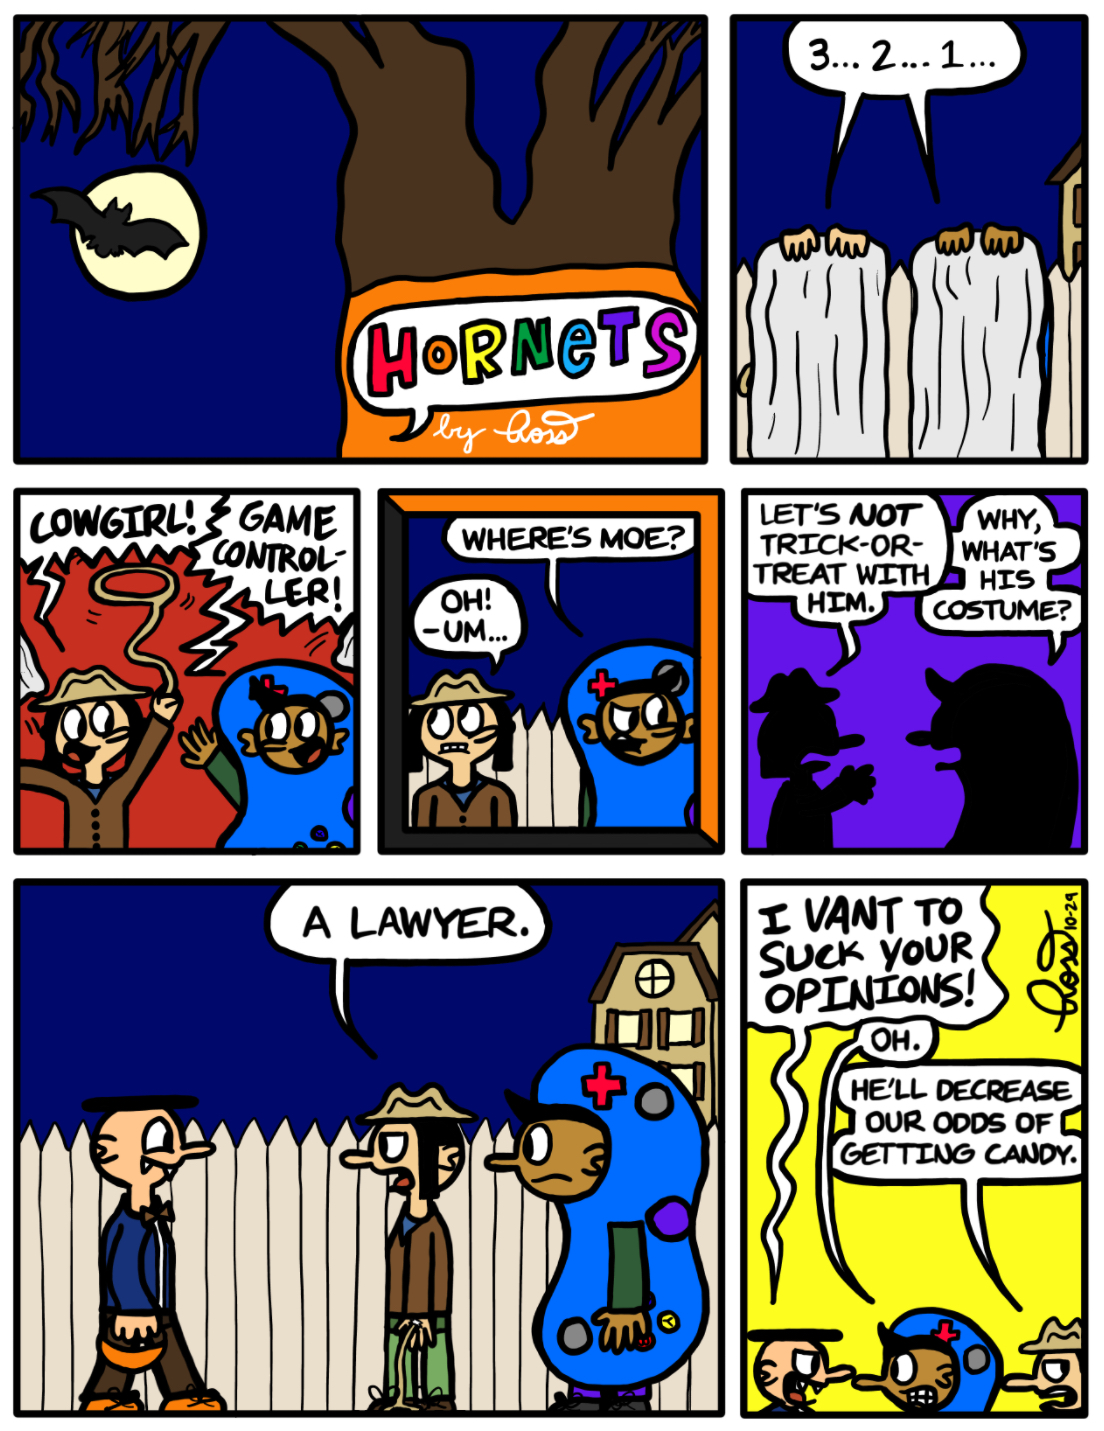 HORNETS
by hoss
3... 2... 1...
COWGIRL!
GAME
CONTROL-
LER!
WHERE'S MOE?
OH!
-UM...
LET'S NOT
TRICK-OR-
TREAT WITH
HIM.
WHY,
WHAT'S
HIS
COSTUME?
A LAWYER.
I VANT TO
SUCK YOUR
OPINIONS!
OH.
HE'LL DECREASE
OUR ODDS OF
GETTING CANDY.
hoss 10-29